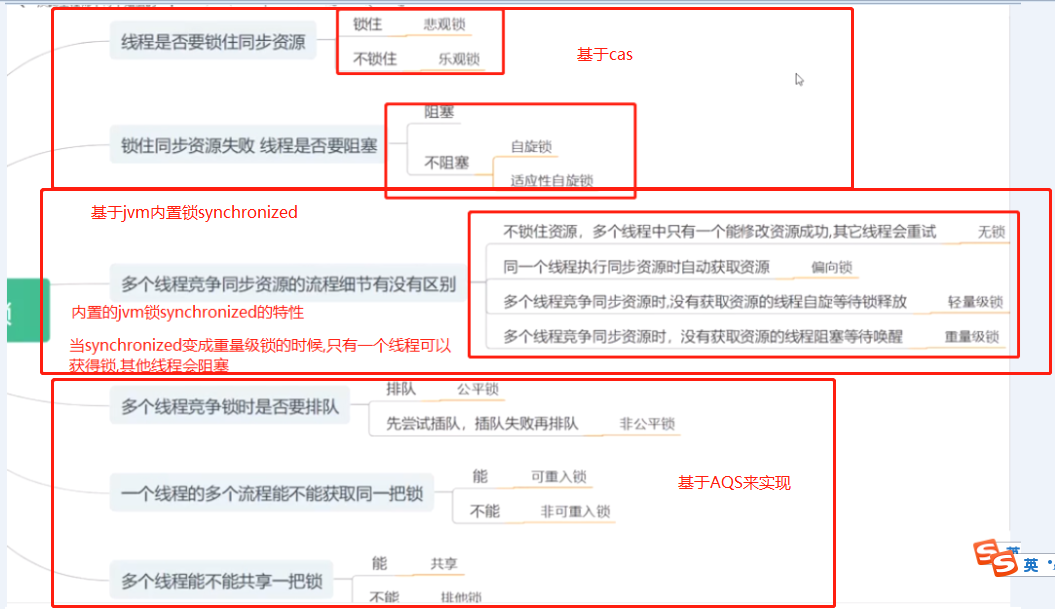 线程是否要锁住同步资源
锁住 悲观锁
不锁住 乐观锁
基于cas
锁住同步资源失败 线程是否要阻塞
阻塞
不阻塞
自旋锁
适应性自旋锁
基于jvm内置锁synchronized
多个线程竞争同步资源的流程细节有没有区别
不锁住资源，多个线程中只有一个能修改资源成功,其它线程会重试 无锁
同一个线程执行同步资源时自动获取资源 偏向锁
多个线程竞争同步资源时,没有获取资源的线程自旋等待锁释放 轻量级锁
多个线程竞争同步资源时，没有获取资源的线程阻塞等待唤醒 重量级锁
内置的jvm锁synchronized的特性
当synchronized变成重量级锁的时候,只有一个线程可以
获得锁,其他线程会阻塞
锁
多个线程竞争锁时是否要排队
排队 公平锁
先尝试插队，插队失败再排队 非公平锁
一个线程的多个流程能不能获取同一把锁
能 可重入锁
不能 非可重入锁
基于AQS来实现
多个线程能不能共享一把锁
能 共享
不能 排他锁
英
英